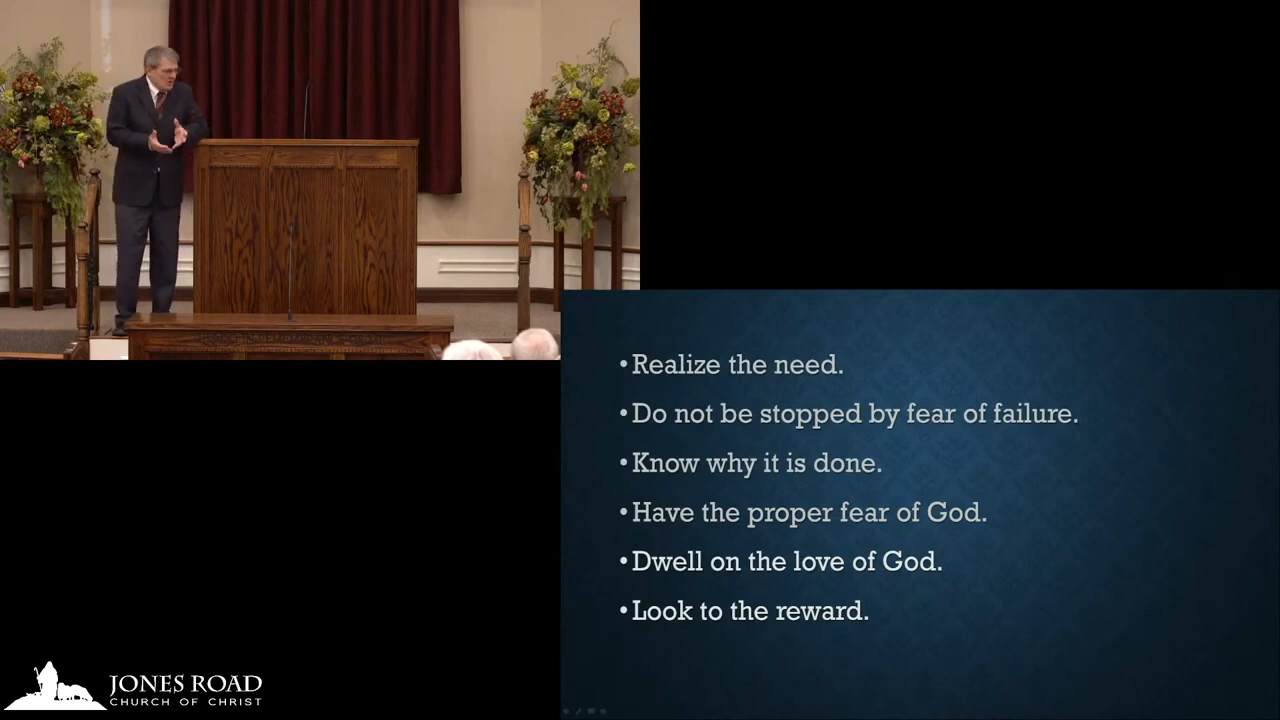 •Realize the need.
•Do not be stopped by fear of failure.
•Know why it is done.
•Have the proper fear of God.
•Dwell on the love of God.
•Look to the reward.
JONES ROAD
CHURCH OF CHRIST